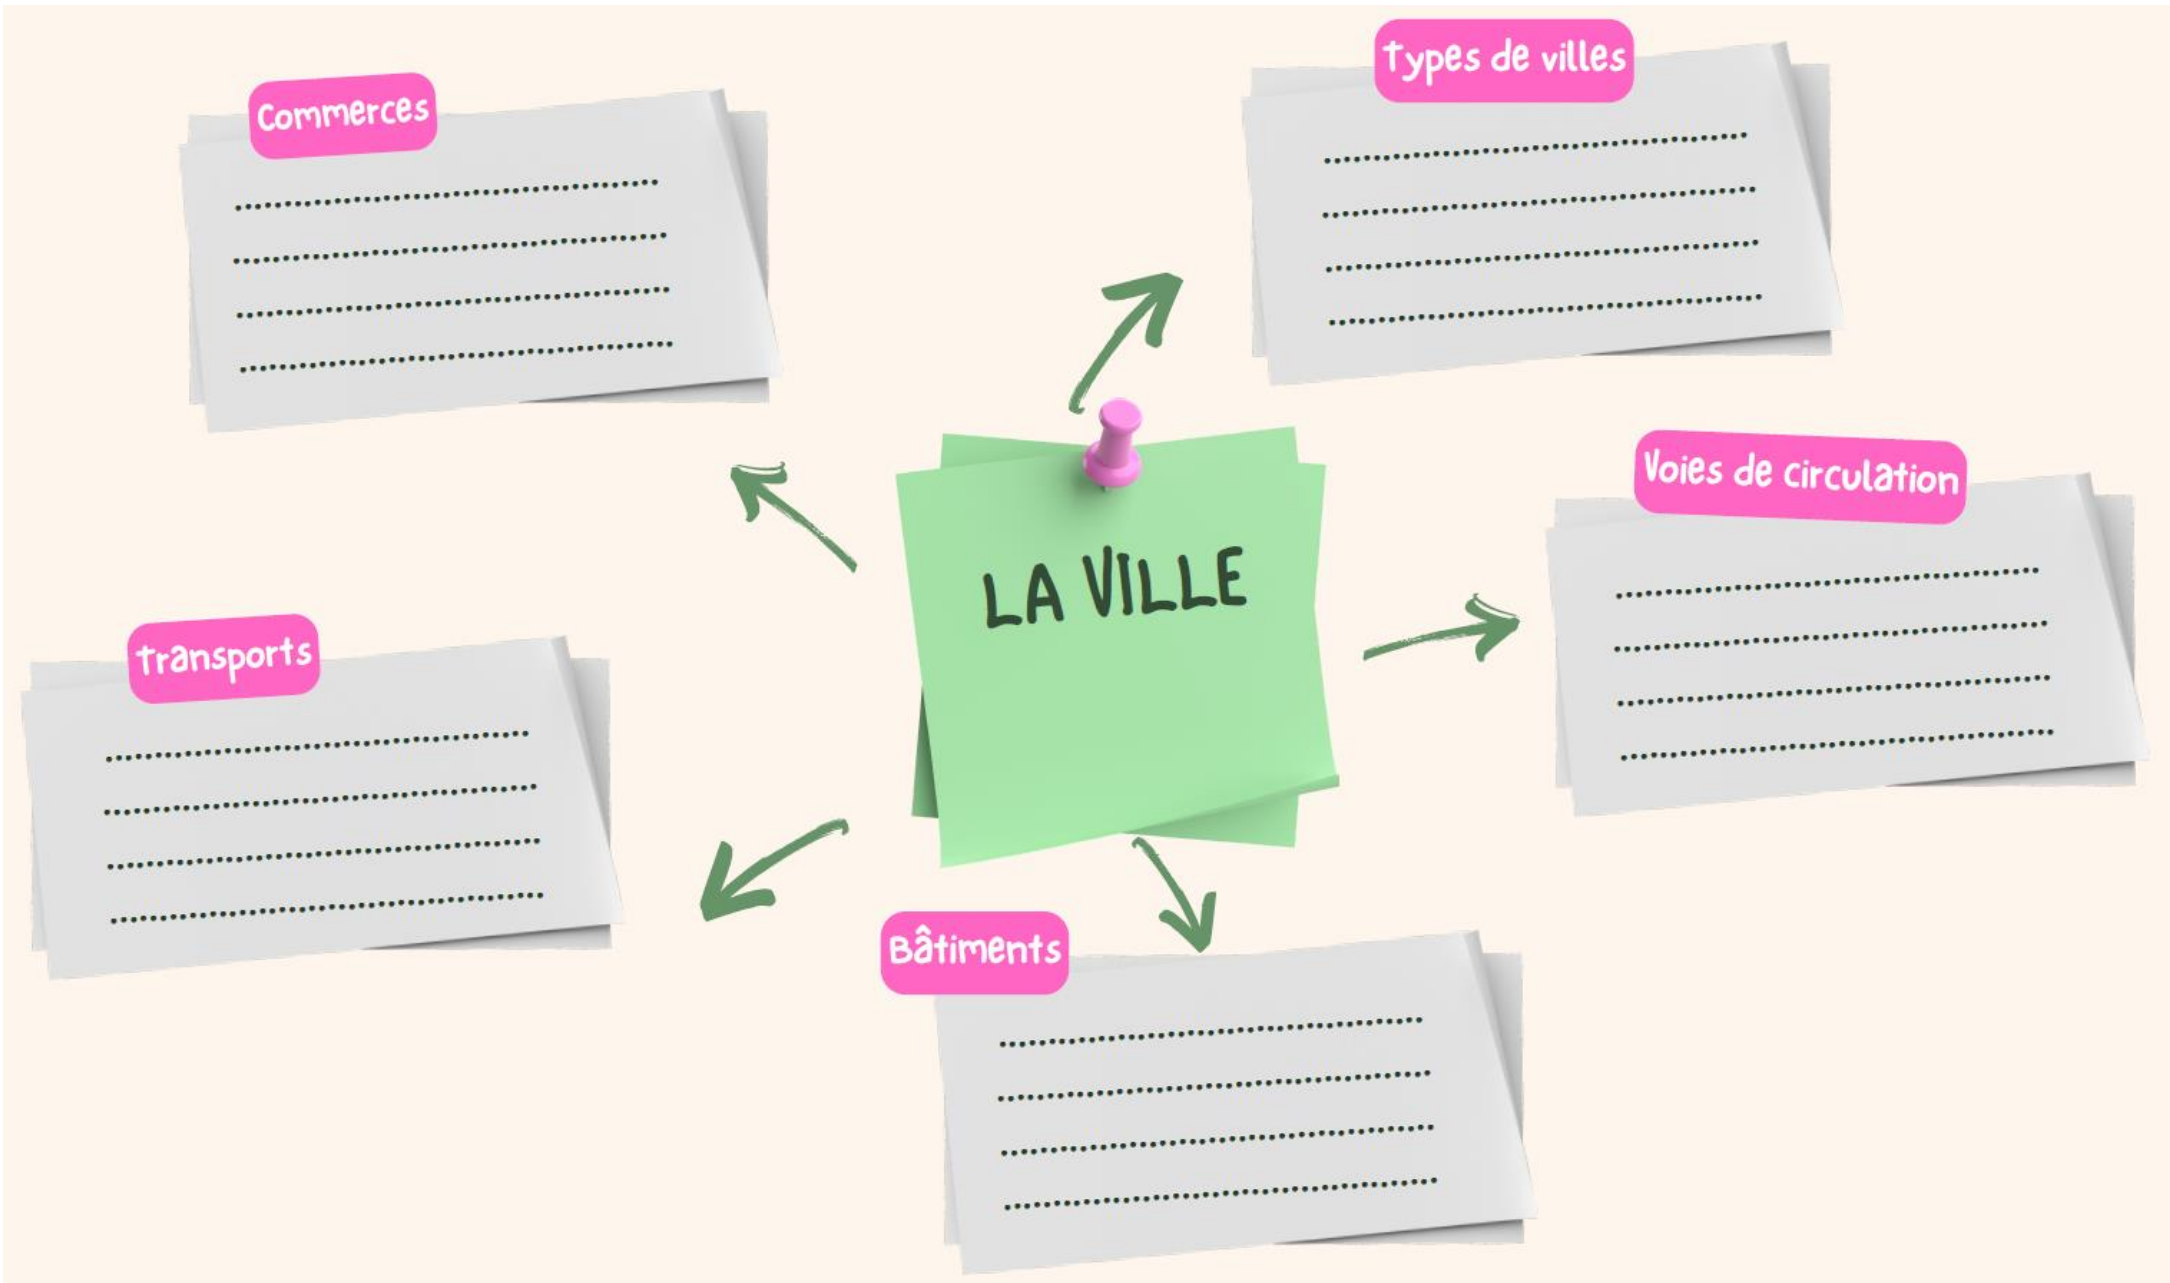 Types de villes
Commerces
Voies de circulation
LA VILLE
Transports
Bâtiments